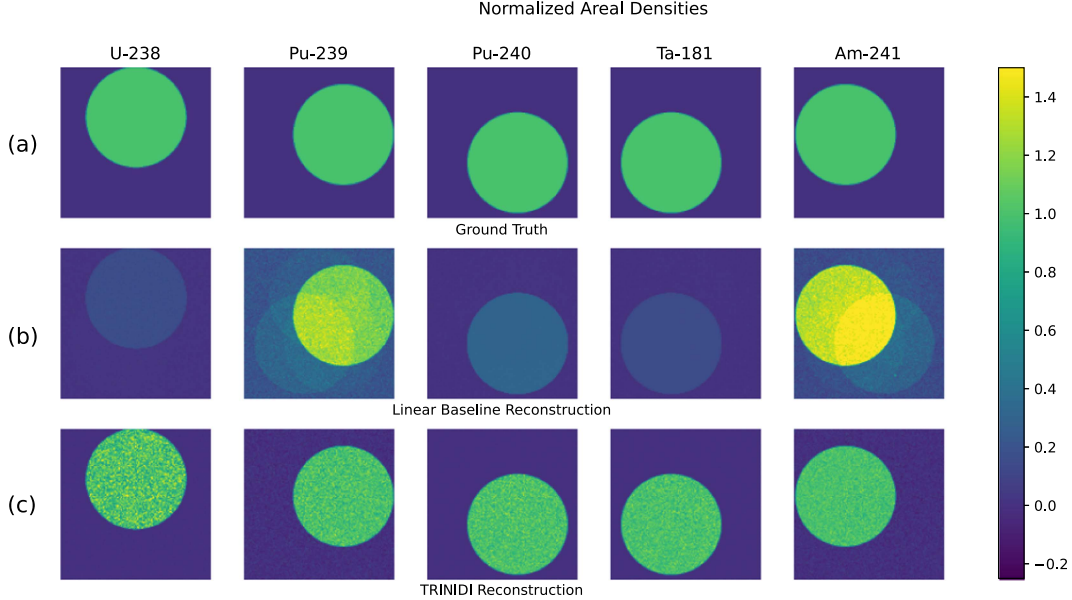 Normalized Areal Densities
U-238 Pu-239 Pu-240 Ta-181 Am-241
(a)
Ground Truth
(b)
Linear Baseline Reconstruction
(c)
TRINIDI Reconstruction
1.4
1.2
1.0
0.8
0.6
0.4
0.2
0.0
−0.2